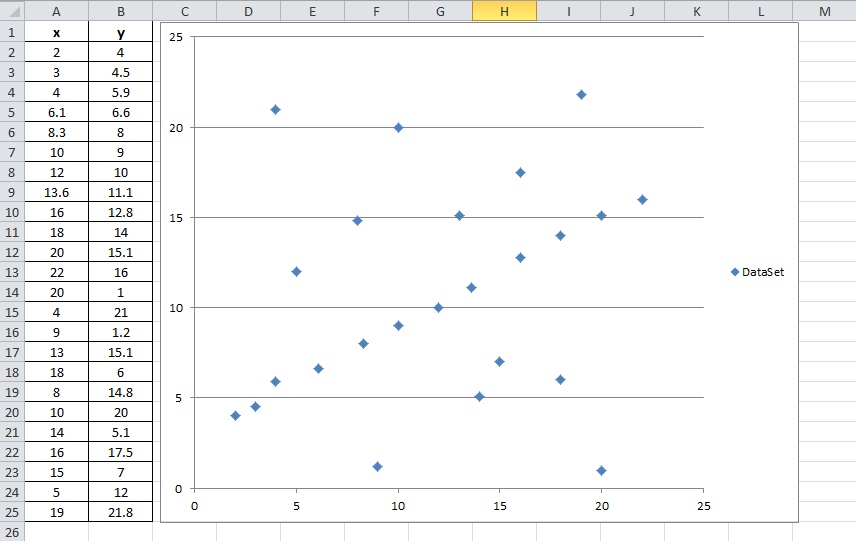 A B C D E F G H I J K L M
1 x y
2 2 4
3 3 4.5
4 4 5.9
5 6.1 6.6
6 8.3 8
7 10 9
8 12 10
9 13.6 11.1
10 16 12.8
11 18 14
12 20 15.1
13 22 16
14 20 1
15 4 21
16 9 1.2
17 13 15.1
18 18 6
19 8 14.8
20 10 20
21 14 5.1
22 16 17.5
23 15 7
24 5 12
25 19 21.8
26
25
20
15
10
5
0
0 5 10 15 20 25
DataSet